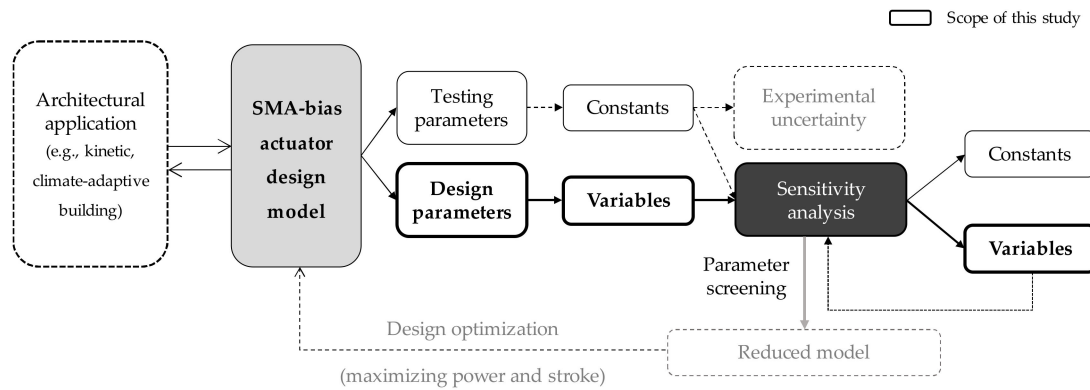 Scope of this study
Architectural
application
(e.g., kinetic,
climate-adaptive
building)
SMA-bias
actuator
design
model
Testing
parameters
Constants
Experimental
uncertainty
Design
parameters
Variables
Sensitivity
analysis
Constants
Variables
Parameter
screening
Design optimization
(maximizing power and stroke)
Reduced model